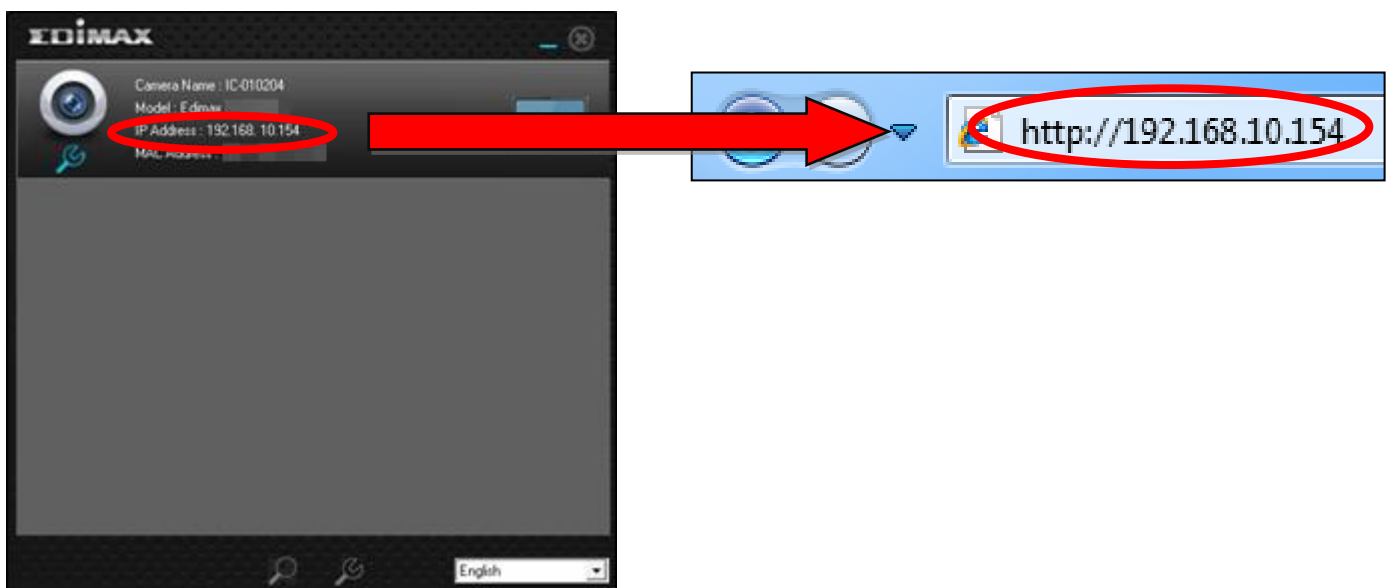 EDIMAX
Camera Name : IC-010204
Model : Edimax
IP Address : 192.168. 10.154
MAC Address :
http://192.168.10.154
English